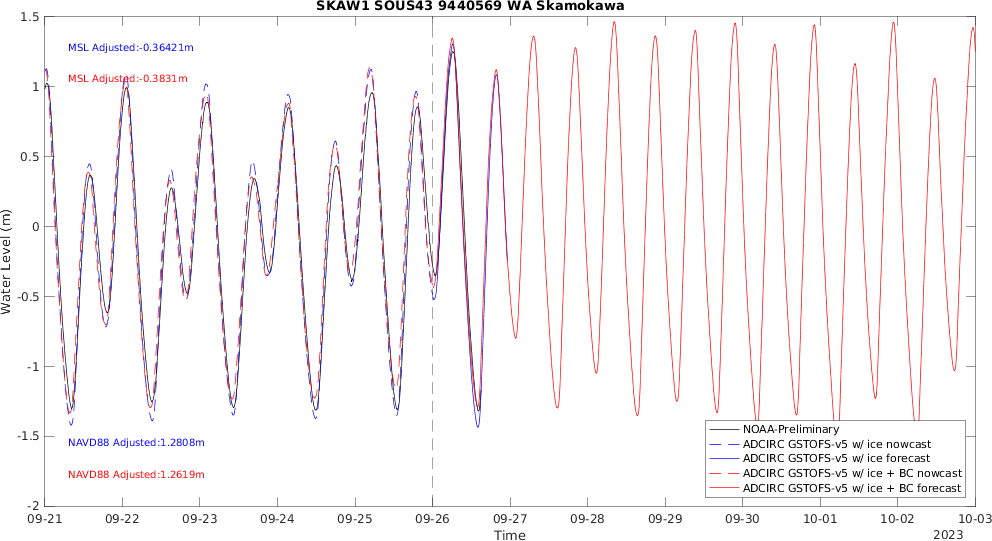 SKAW1 SOUS43 9440569 WA Skamokawa
1.5
1
0.5
0
-0.5
-1
-1.5
-2
Water Level (m)
MSL Adjusted:-0.36421m
MSL Adjusted:-0.3831m
NAVD88 Adjusted:1.2808m
NAVD88 Adjusted:1.2619m
NOAA-Preliminary
ADCIRC GSTOFS-v5 w/ ice nowcast
ADCIRC GSTOFS-v5 w/ ice forecast
ADCIRC GSTOFS-v5 w/ ice + BC nowcast
ADCIRC GSTOFS-v5 w/ ice + BC forecast
09-21 09-22 09-23 09-24 09-25 09-26 09-27 09-28 09-29 09-30 10-01 10-02 10-03
Time
2023